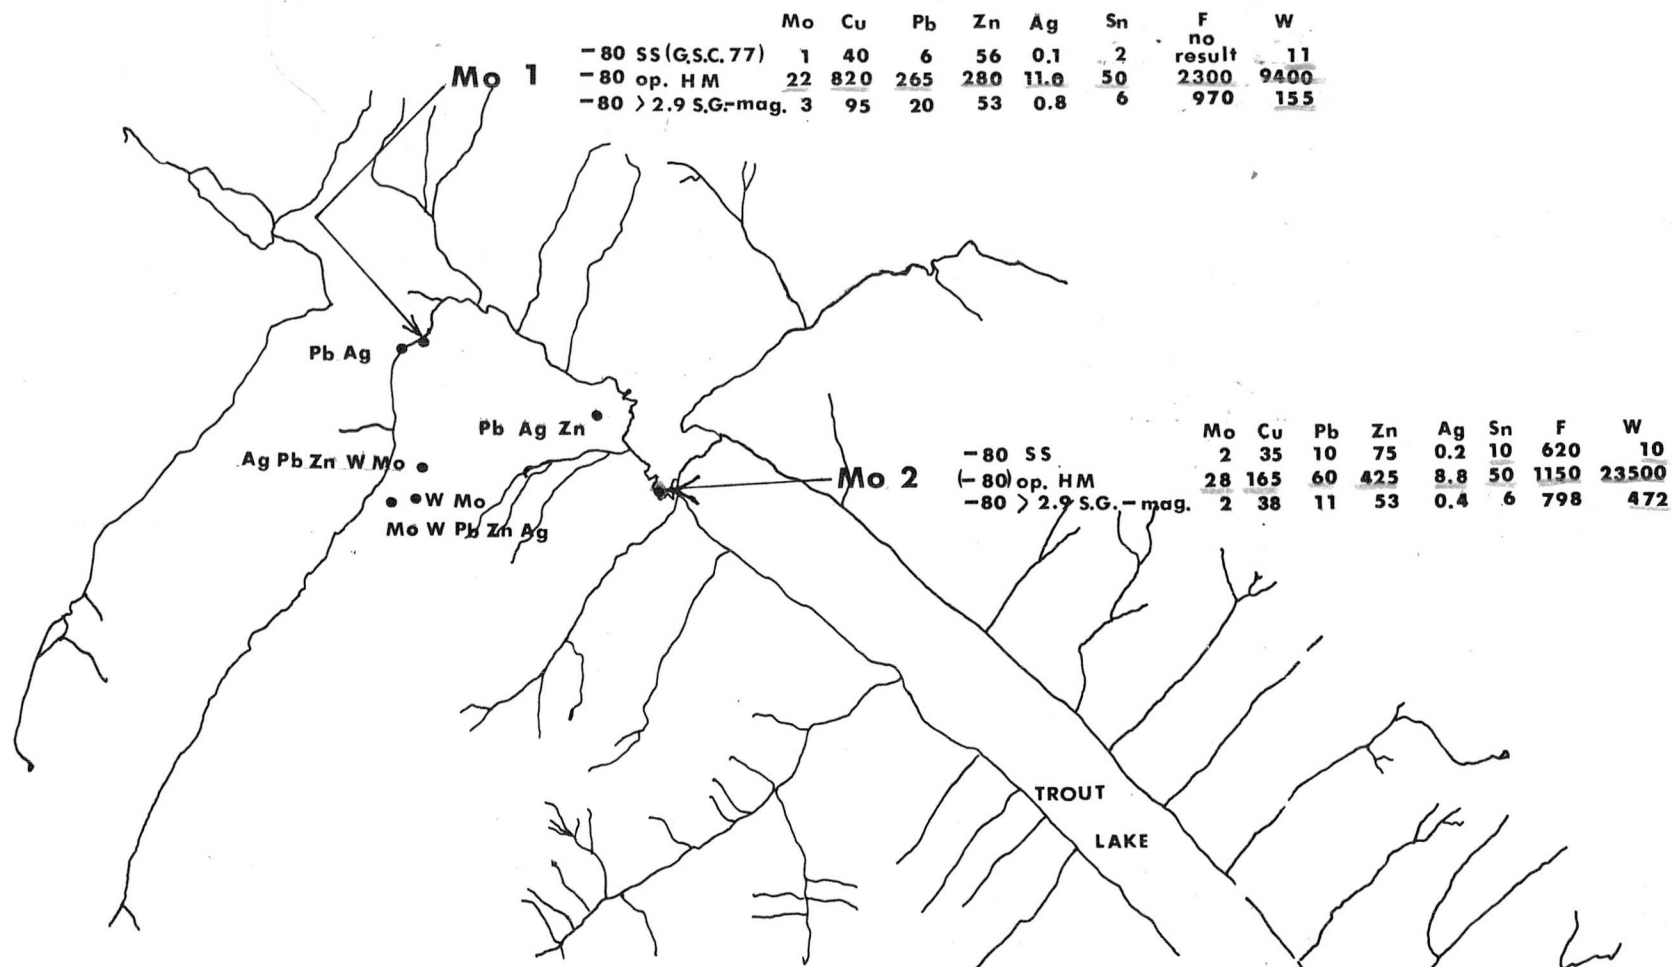 Mo Cu Pb Zn Ag Sn F W
-80 SS (G.S.C. 77) 1 40 6 56 0.1 2 no result 11
Mo 1 -80 op. HM 22 820 265 280 11.0 50 2300 9400
-80 > 2.9 S.G.-mag. 3 95 20 53 0.8 6 970 155
Pb Ag
Pb Ag Zn
Ag Pb Zn W Mo
W Mo
Mo W Pb Zn Ag
Mo Cu Pb Zn Ag Sn F W
-80 SS 2 35 10 75 0.2 10 620 10
Mo 2 (-80) op. HM 28 165 60 425 8.8 50 1150 23500
-80 > 2.9 S.G.-mag. 2 38 11 53 0.4 6 798 472
TROUT
LAKE